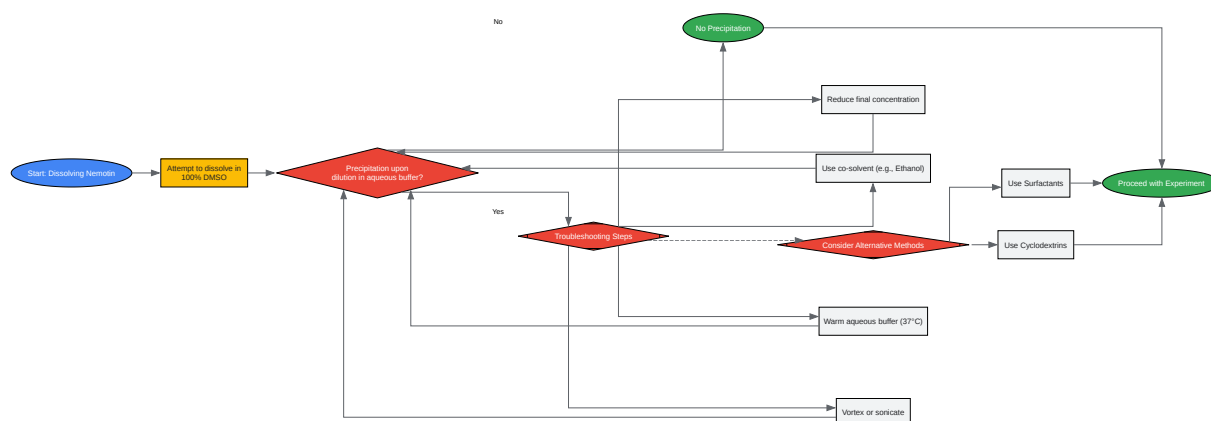 No
No Precipitation
Reduce final concentration
Start: Dissolving Nemotin
Attempt to dissolve in
100% DMSO
Precipitation upon
dilution in aqueous buffer?
Use co-solvent (e.g., Ethanol)
Use Surfactants
Proceed with Experiment
Yes
Troubleshooting Steps
Consider Alternative Methods
Use Cyclodextrins
Warm aqueous buffer (37°C)
Vortex or sonicate